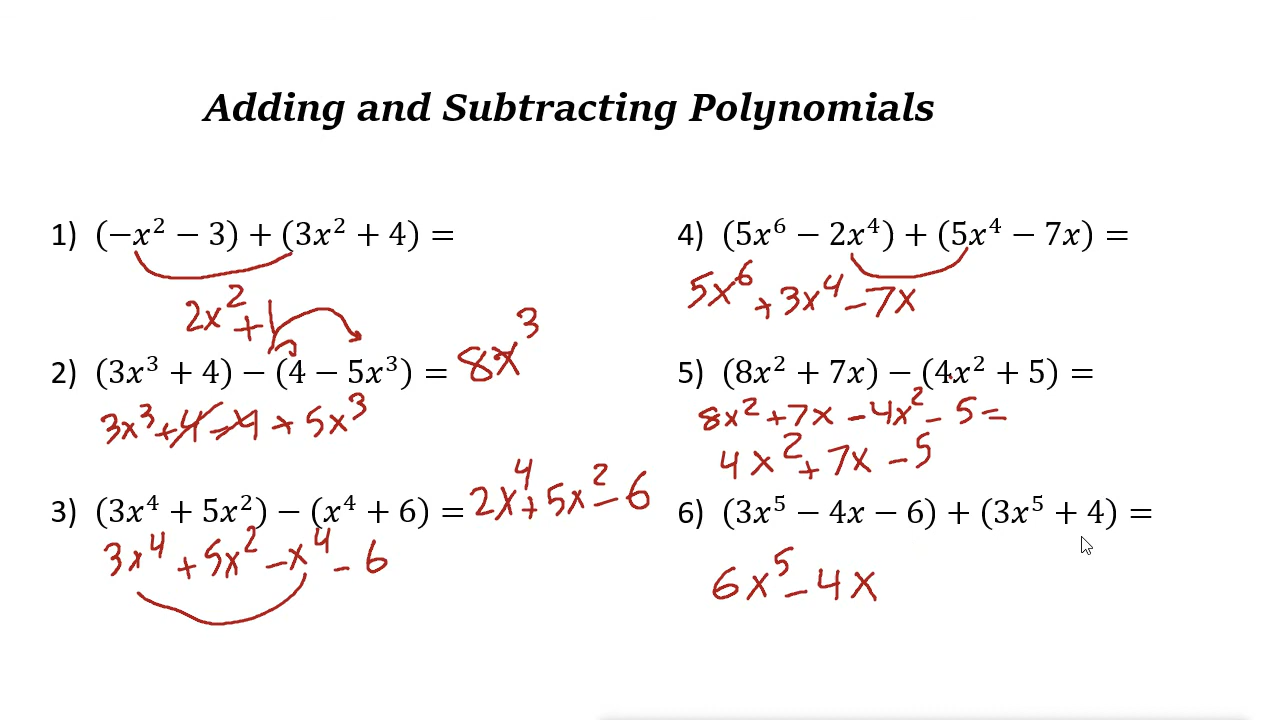 Adding and Subtracting Polynomials
1) (−x² − 3) + (3x² + 4) =
2x² + 1
2) (3x³ + 4) − (4 − 5x³) = 8x³
3x³ + 4 − 4 + 5x³
3) (3x⁴ + 5x²) − (x⁴ + 6) = 2x⁴ + 5x² − 6
3x⁴ + 5x² − x⁴ − 6
4) (5x⁶ − 2x⁴) + (5x⁴ − 7x) =
5x⁶ + 3x⁴ − 7x
5) (8x² + 7x) − (4x² + 5) =
8x² + 7x − 4x² − 5 =
4x² + 7x − 5
6) (3x⁵ − 4x − 6) + (3x⁵ + 4) =
6x⁵ − 4x